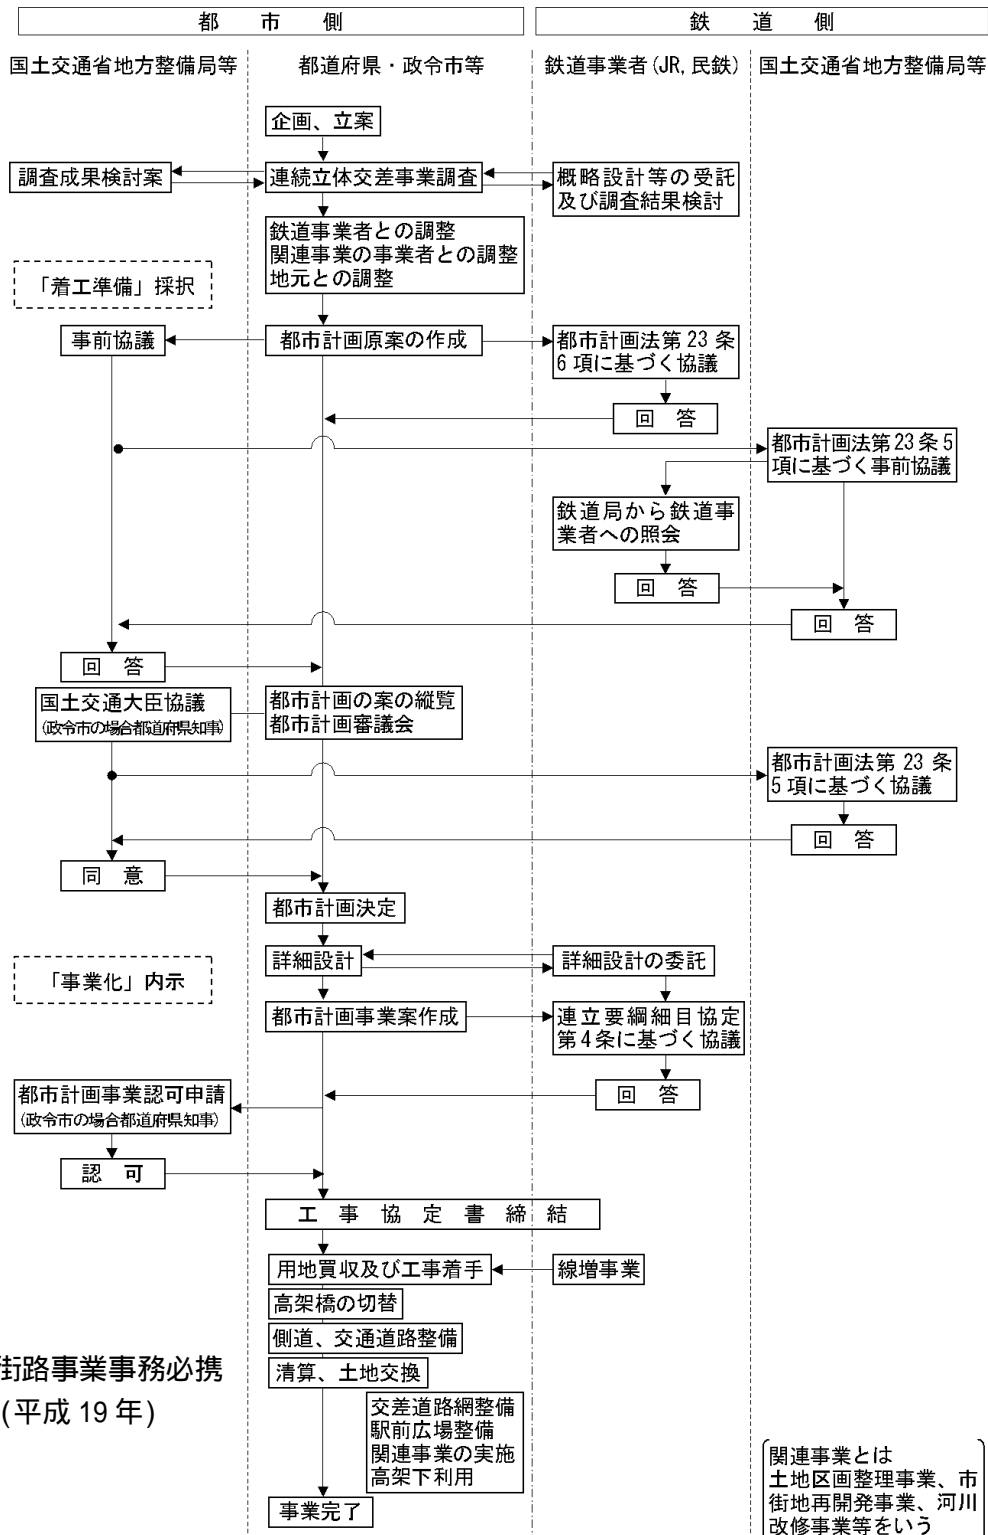 都　市　側
鉄　道　側
国土交通省地方整備局等
都道府県・政令市等
鉄道事業者(JR, 民鉄)
国土交通省地方整備局等
企画、立案
調査成果検討案
連続立体交差事業調査
概略設計等の受託
及び調査結果検討
鉄道事業者との調整
関連事業の事業者との調整
地元との調整
「着工準備」採択
事前協議
都市計画原案の作成
都市計画法第 23 条
6 項に基づく協議
回　答
都市計画法第 23 条 5
項に基づく事前協議
鉄道局から鉄道事
業者への照会
回　答
回　答
回　答
国土交通大臣協議
(政令市の場合都道府県知事)
都市計画の案の縦覧
都市計画審議会
都市計画法第 23 条
5 項に基づく協議
回　答
同　意
都市計画決定
詳細設計
詳細設計の委託
「事業化」内示
都市計画事業案作成
連立要綱細目協定
第4条に基づく協議
回　答
都市計画事業認可申請
(政令市の場合都道府県知事)
認　可
工　事　協　定　書　締　結
用地買収及び工事着手
線増事業
高架橋の切替
側道、交通道路整備
清算、土地交換
街路事業事務必携
(平成 19 年)
交差道路網整備
駅前広場整備
関連事業の実施
高架下利用
事業完了
関連事業とは
土地区画整理事業、市
街地再開発事業、河川
改修事業等をいう